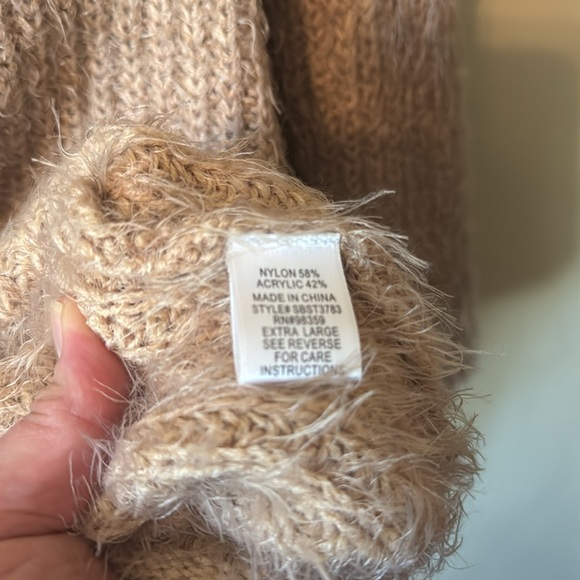 NYLON 58%
ACRYLIC 42%
MADE IN CHINA
STYLE# SBST3783
RN#98359
EXTRA LARGE
SEE REVERSE
FOR CARE
INSTRUCTIONS